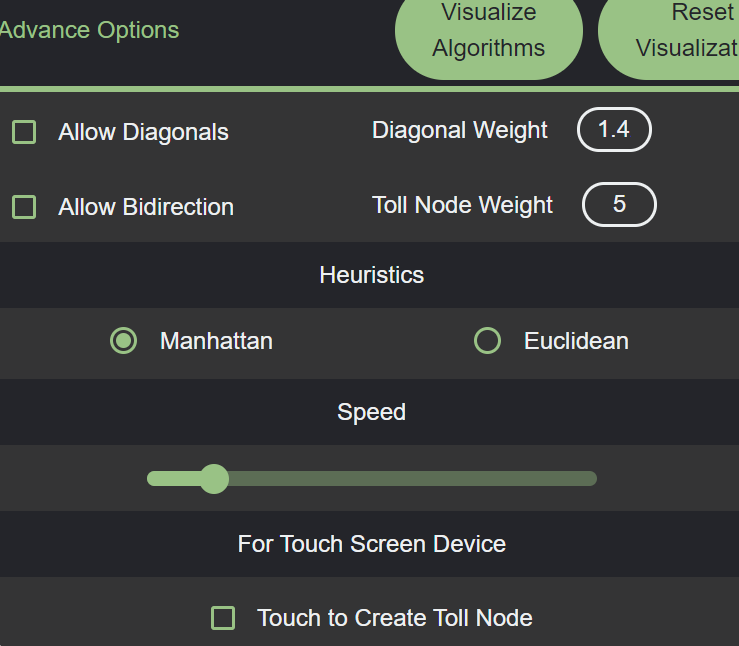 Advance Options
Visualize
Algorithms
Reset
Visualizat
Allow Diagonals
Diagonal Weight
1.4
Allow Bidirection
Toll Node Weight
5
Heuristics
Manhattan
Euclidean
Speed
For Touch Screen Device
Touch to Create Toll Node